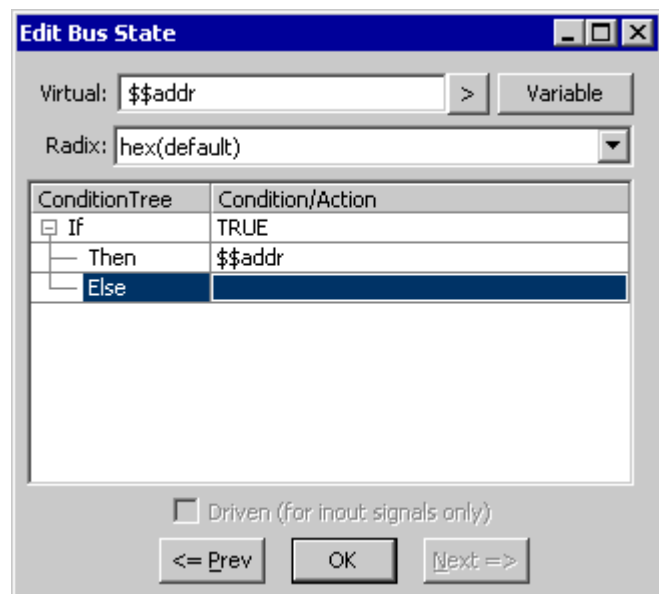 Edit Bus State
Virtual: $$addr > Variable
Radix: hex(default)
ConditionTree Condition/Action
If TRUE
Then $$addr
Else
Driven (for inout signals only)
<= Prev OK Next =>